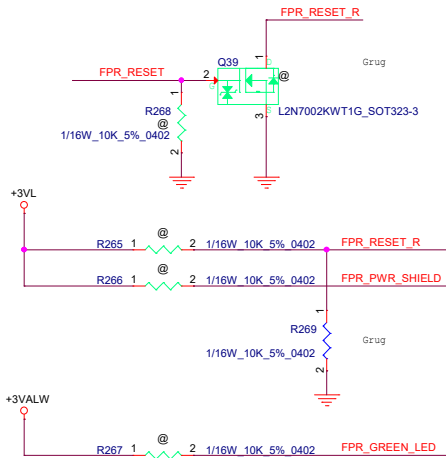 FPR_RESET_R
Q39
1
D
Grug
FPR_RESET
2
@
G
1
S
R268
3
L2N7002KWT1G_SOT323-3
@
1/16W_10K_5%_0402
2
+3VL
@
R265 1 2 1/16W_10K_5%_0402 FPR_RESET_R
@
R266 1 2 1/16W_10K_5%_0402 FPR_PWR_SHIELD
1
R269
Grug
1/16W_10K_5%_0402
2
+3VALW
@
R267 1 2 1/16W_10K_5%_0402 FPR_GREEN_LED